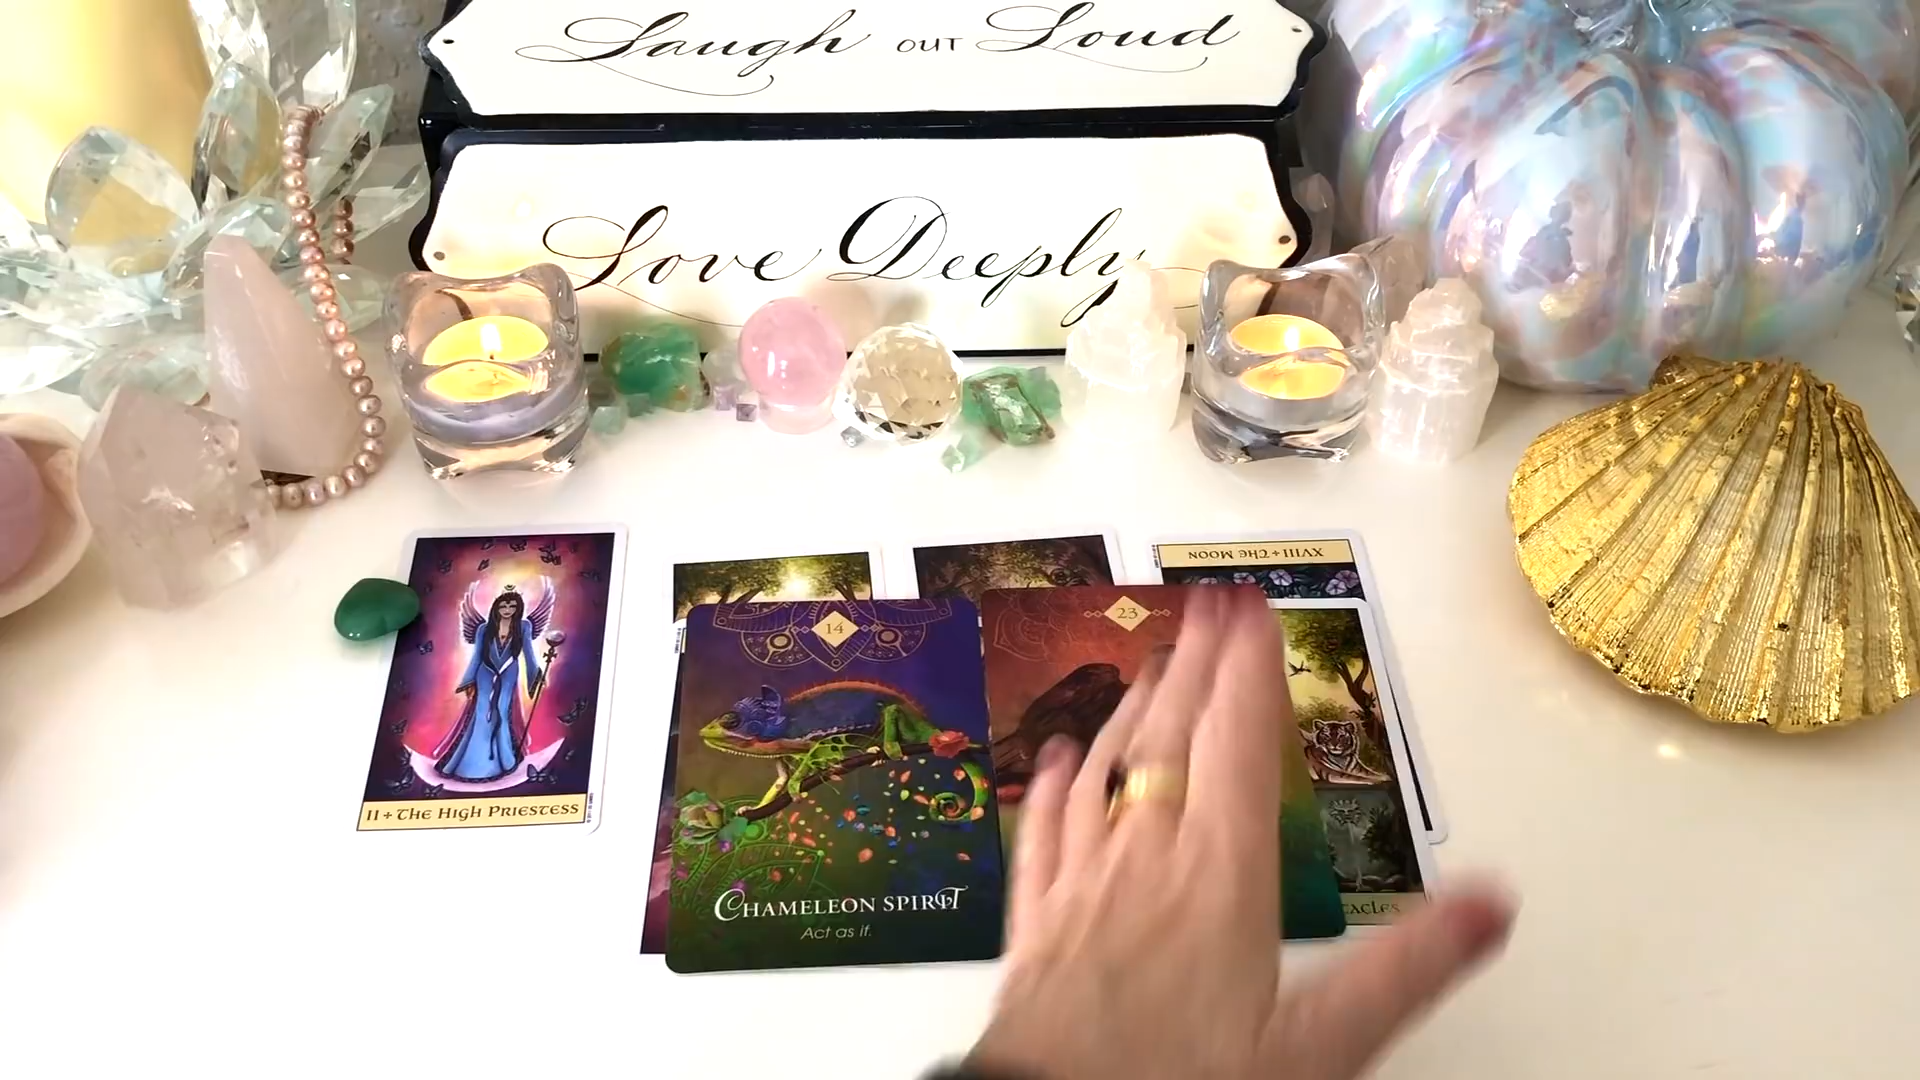 Laugh OUT Loud
Love Deeply
XVIII + THE MOON
14
23
II + THE HIGH PRIESTESS
CHAMELEON SPIRIT
Act as if.